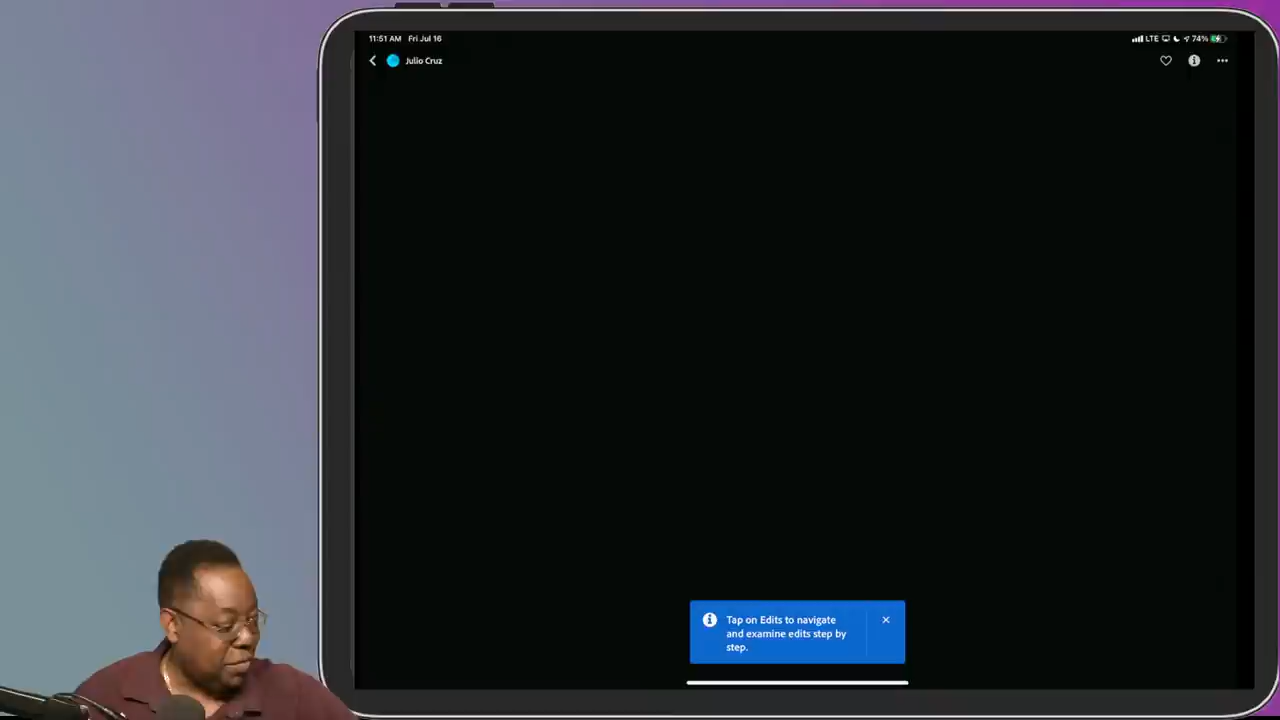 11:51 AM Fri Jul 16
LTE 74%
Julio Cruz
Tap on Edits to navigate
and examine edits step by
step.